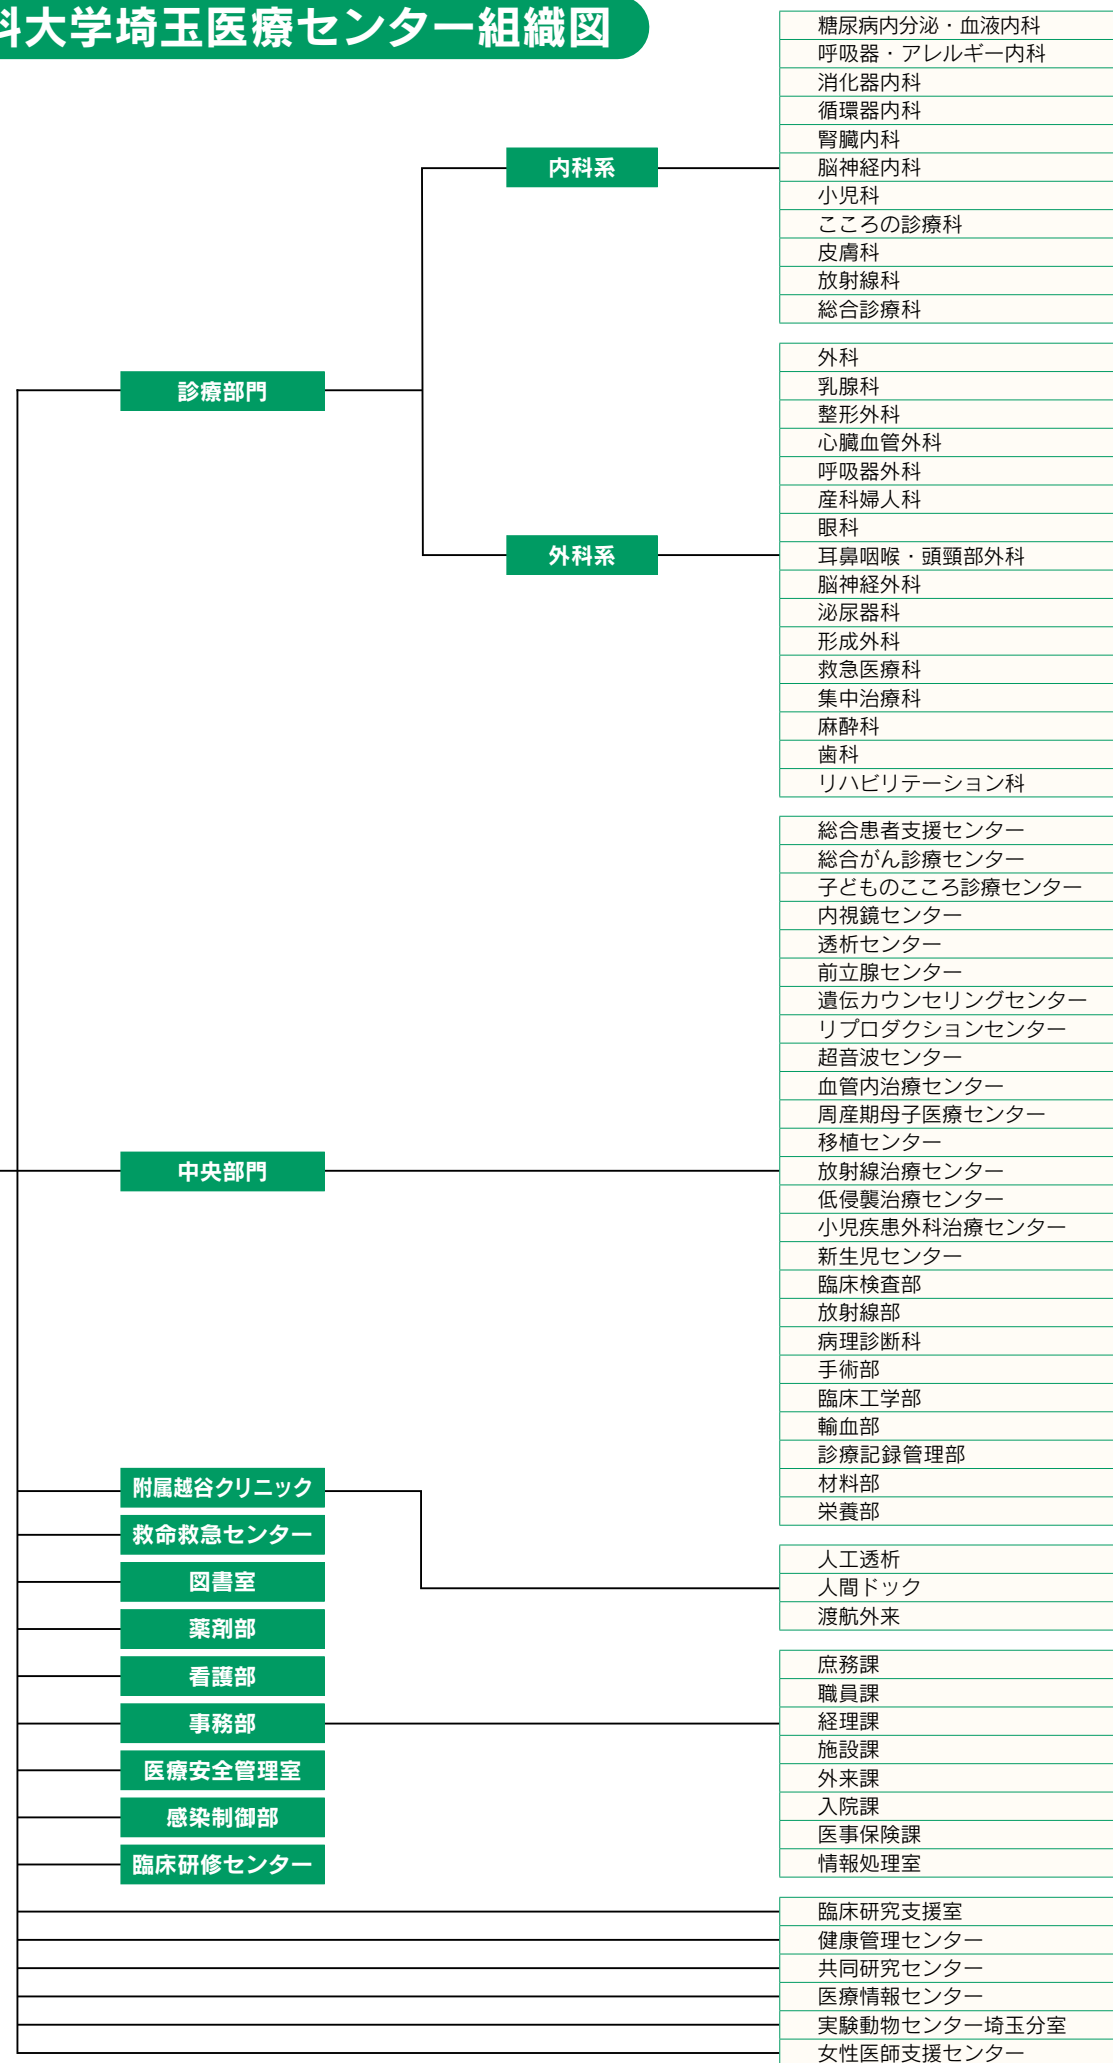 科大学埼玉医療センター組織図
糖尿病内分泌・血液内科
呼吸器・アレルギー内科
消化器内科
循環器内科
腎臓内科
脳神経内科
小児科
こころの診療科
皮膚科
放射線科
総合診療科
内科系
診療部門
外科
乳腺科
整形外科
心臓血管外科
呼吸器外科
産科婦人科
眼科
耳鼻咽喉・頭頸部外科
脳神経外科
泌尿器科
形成外科
救急医療科
集中治療科
麻酔科
歯科
リハビリテーション科
外科系
総合患者支援センター
総合がん診療センター
子どものこころ診療センター
内視鏡センター
透析センター
前立腺センター
遺伝カウンセリングセンター
リプロダクションセンター
超音波センター
血管内治療センター
周産期母子医療センター
移植センター
放射線治療センター
低侵襲治療センター
小児疾患外科治療センター
新生児センター
臨床検査部
放射線部
病理診断科
手術部
臨床工学部
輸血部
診療記録管理部
材料部
栄養部
中央部門
附属越谷クリニック
救命救急センター
図書室
薬剤部
看護部
事務部
医療安全管理室
感染制御部
臨床研修センター
人工透析
人間ドック
渡航外来
庶務課
職員課
経理課
施設課
外来課
入院課
医事保険課
情報処理室
臨床研究支援室
健康管理センター
共同研究センター
医療情報センター
実験動物センター埼玉分室
女性医師支援センター